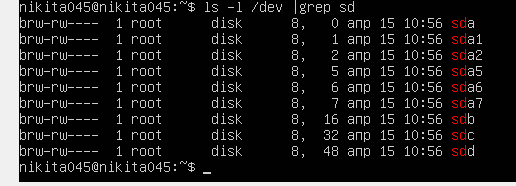 nikita045@nikita045:~$ ls -l /dev |grep sd
brw-rw---- 1 root disk 8, 0 апр 15 10:56 sda
brw-rw---- 1 root disk 8, 1 апр 15 10:56 sda1
brw-rw---- 1 root disk 8, 2 апр 15 10:56 sda2
brw-rw---- 1 root disk 8, 5 апр 15 10:56 sda5
brw-rw---- 1 root disk 8, 6 апр 15 10:56 sda6
brw-rw---- 1 root disk 8, 7 апр 15 10:56 sda7
brw-rw---- 1 root disk 8, 16 апр 15 10:56 sdb
brw-rw---- 1 root disk 8, 32 апр 15 10:56 sdc
brw-rw---- 1 root disk 8, 48 апр 15 10:56 sdd
nikita045@nikita045:~$ _